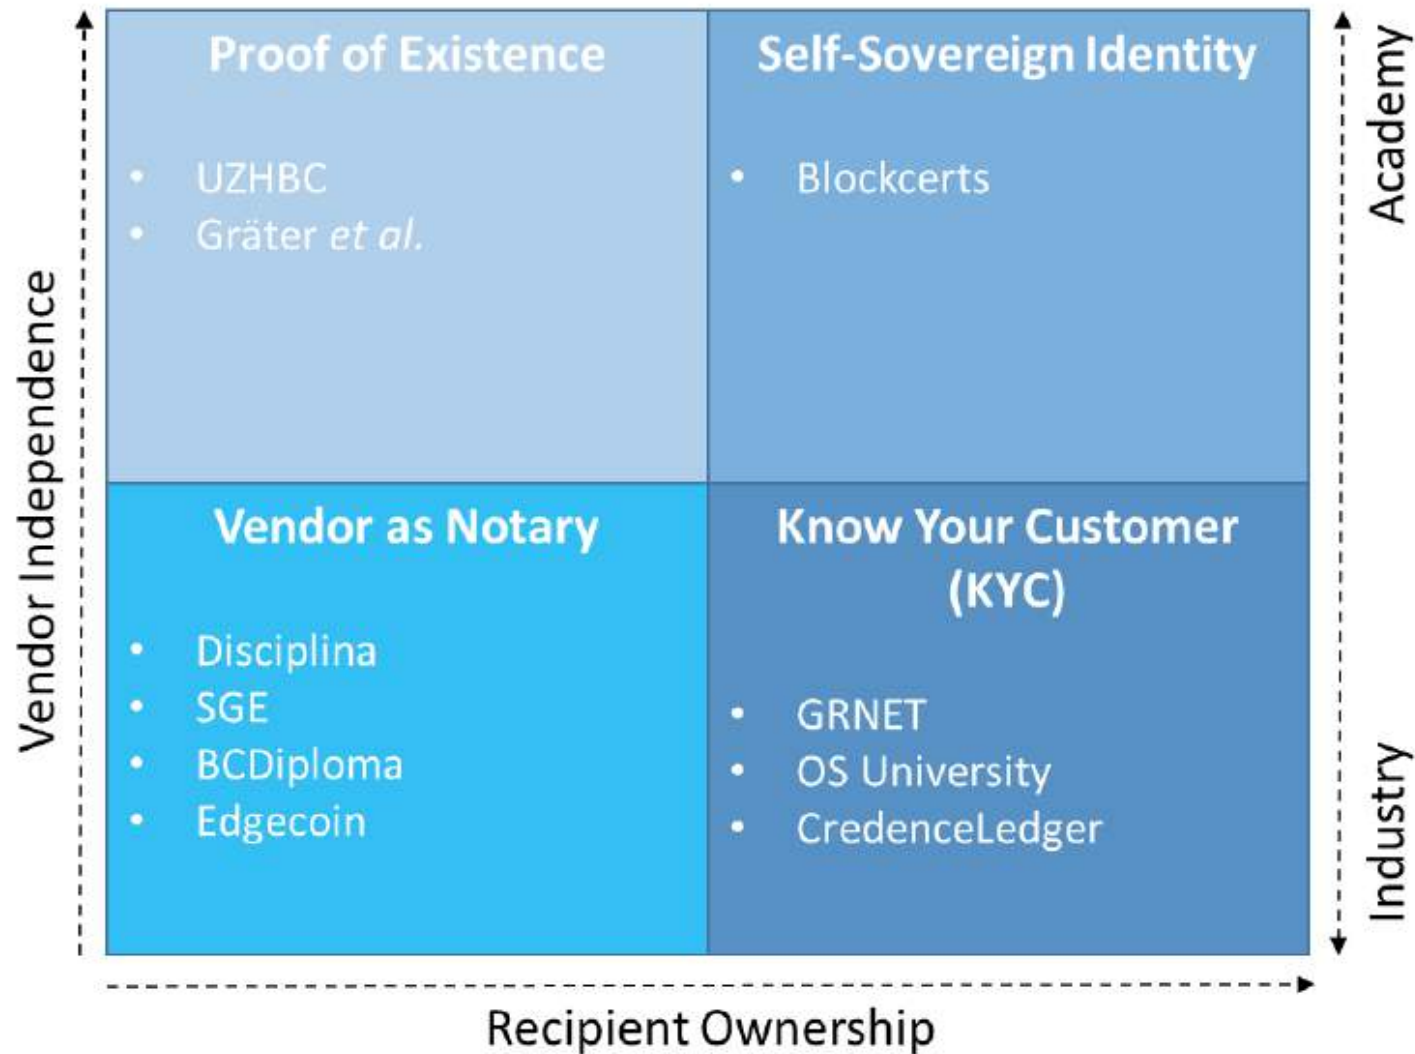 Proof of Existence
• UZHBC
• Gräter et al.
Self-Sovereign Identity
• Blockcerts
Vendor as Notary
• Disciplina
• SGE
• BCDiploma
• Edgecoin
Know Your Customer
(KYC)
• GRNET
• OS University
• CredenceLedger
Vendor Independence
Academy
Industry
Recipient Ownership